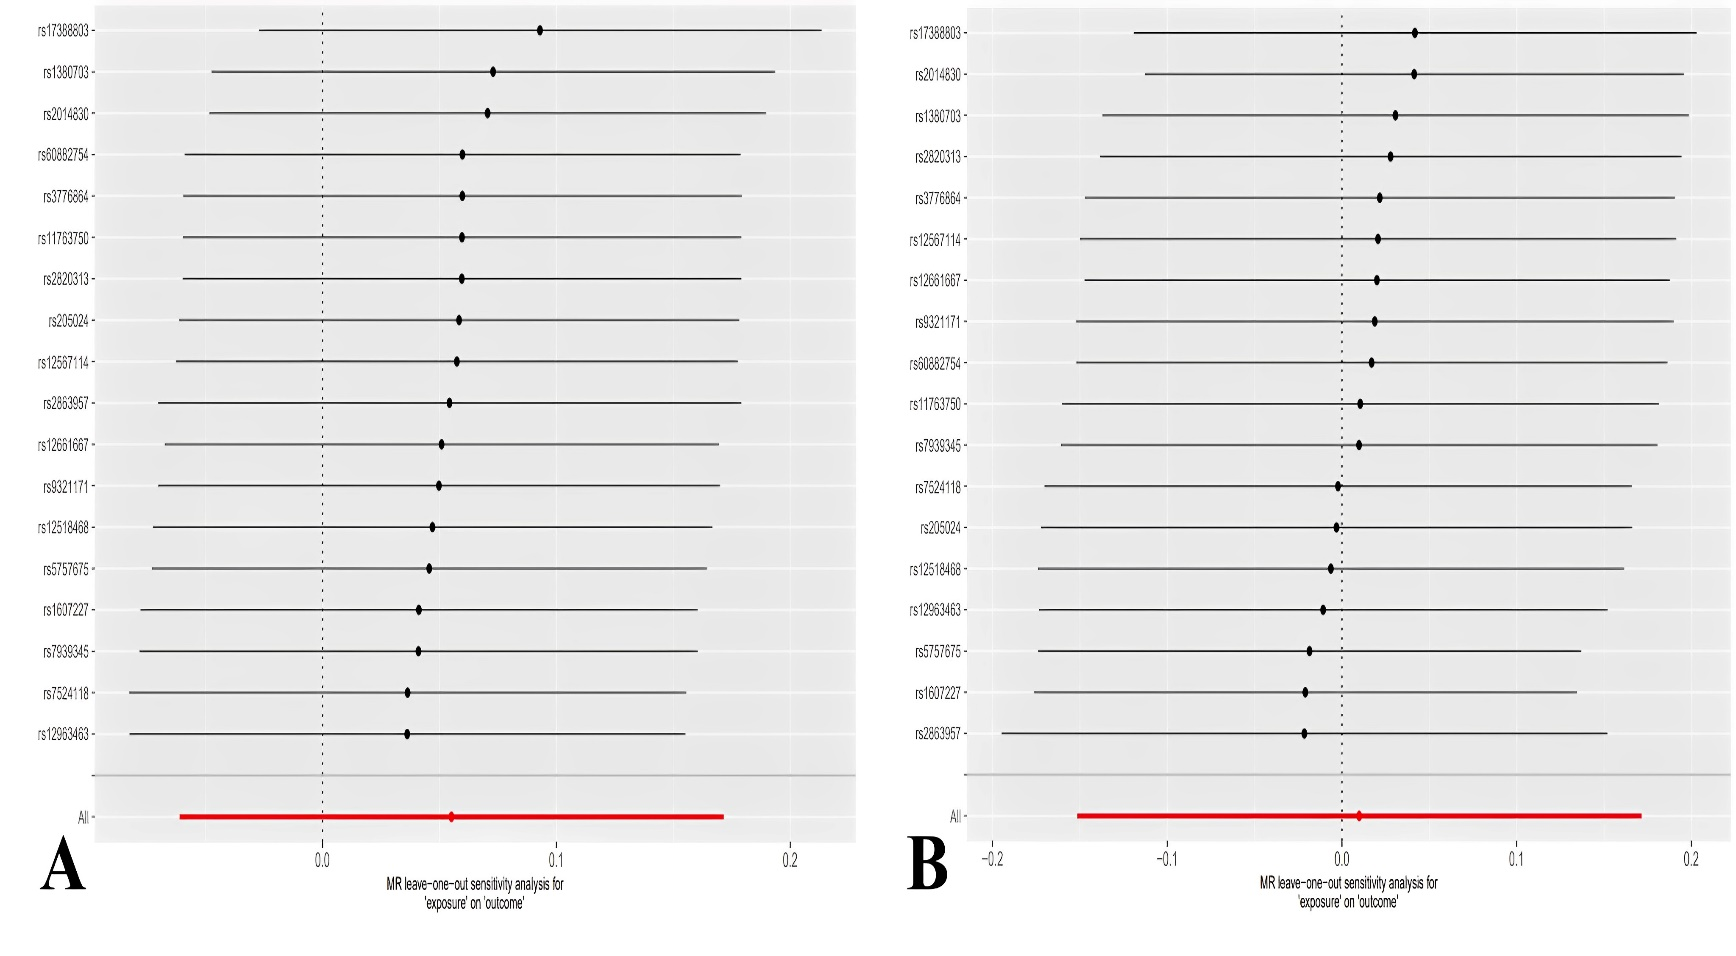 rs17388803
rs1380703
rs2014830
rs60882754
rs3776864
rs11763750
rs2820313
rs205024
rs12567114
rs2863957
rs12661667
rs9321171
rs12518468
rs5757675
rs1607227
rs7939345
rs7524118
rs12963463
All
0.0 0.1 0.2
MR leave-one-out sensitivity analysis for
'exposure' on 'outcome'
A
rs17388803
rs2014830
rs1380703
rs2820313
rs3776864
rs12567114
rs12661667
rs9321171
rs60882754
rs11763750
rs7939345
rs7524118
rs205024
rs12518468
rs12963463
rs5757675
rs1607227
rs2863957
All
−0.2 −0.1 0.0 0.1 0.2
MR leave-one-out sensitivity analysis for
'exposure' on 'outcome'
B